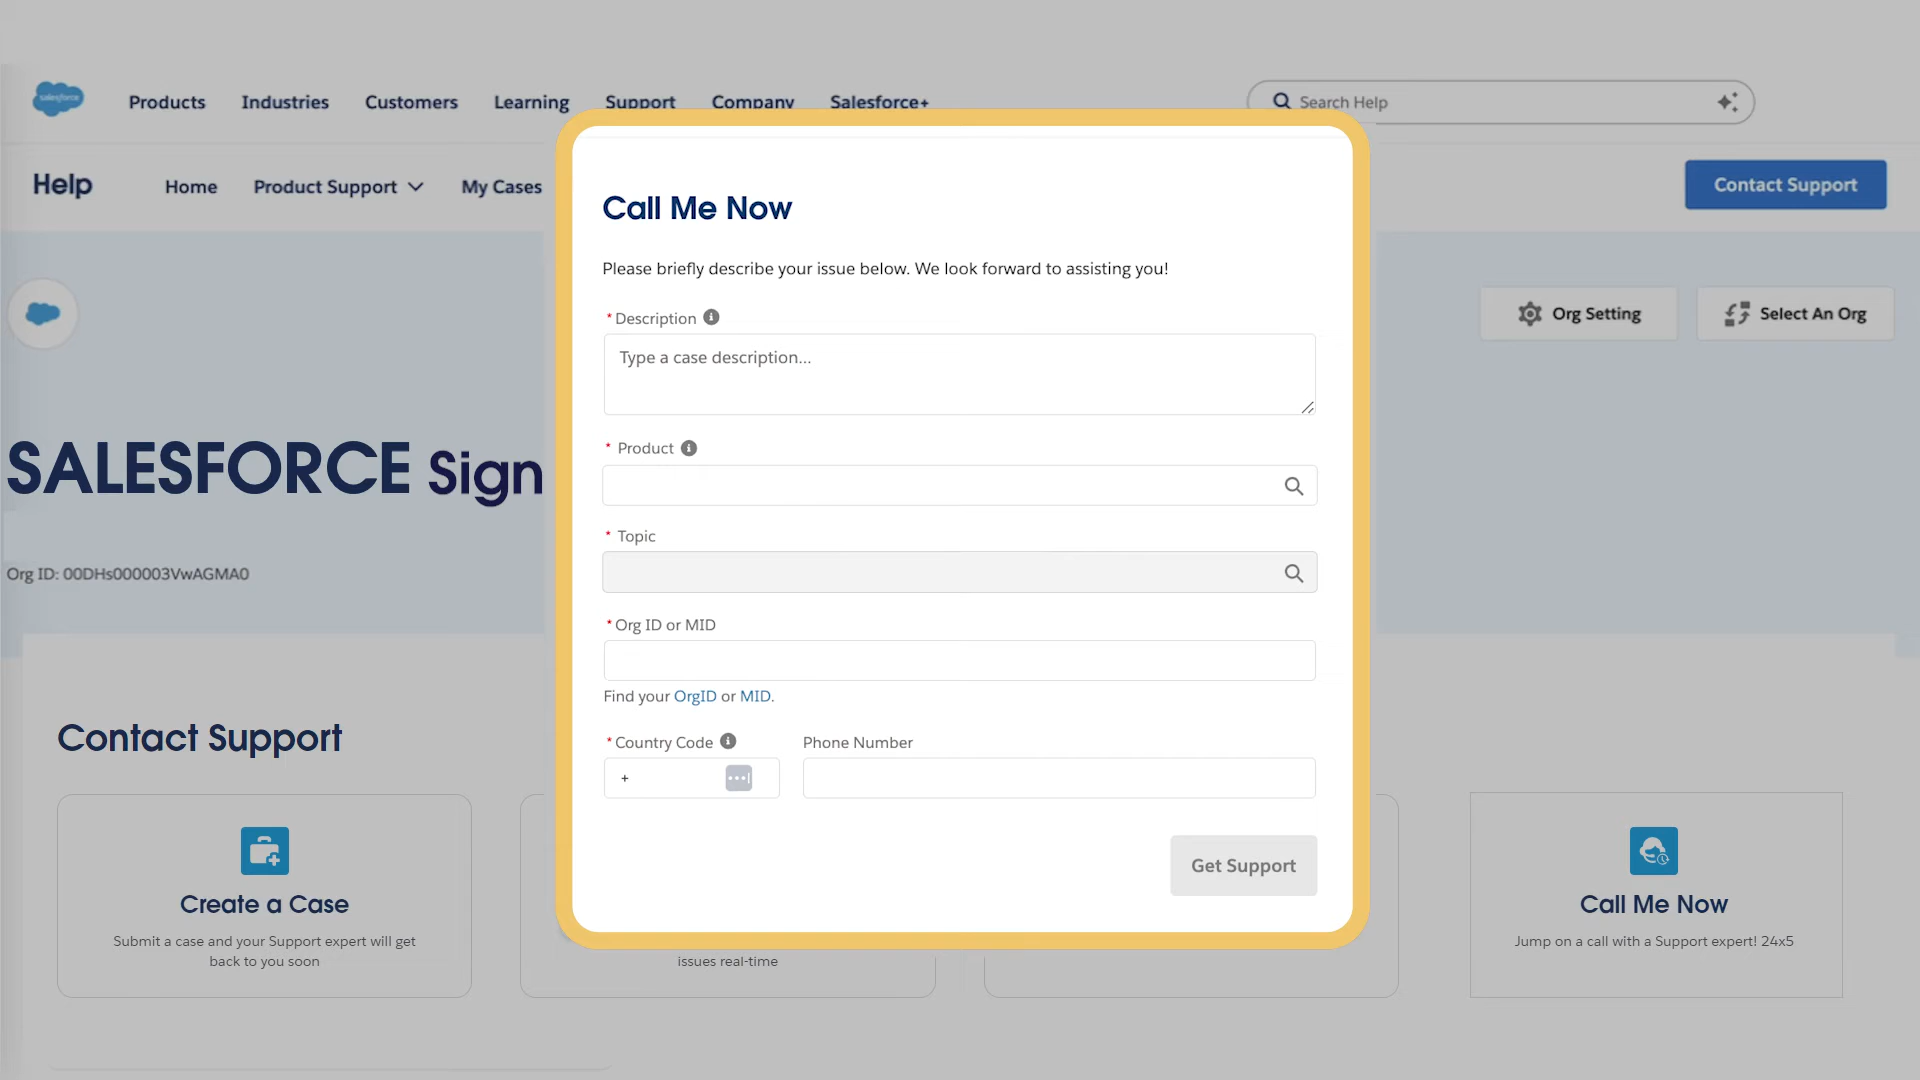 salesforce
Products Industries Customers Learning Support Company Salesforce+
Search Help
Help
Home Product Support My Cases
Contact Support
Org Setting
Select An Org
SALESFORCE Sign
Org ID: 00DHs000003VwAGMA0
Call Me Now
Please briefly describe your issue below. We look forward to assisting you!
* Description
Type a case description...
* Product
* Topic
* Org ID or MID
Find your OrgID or MID.
* Country Code Phone Number
+
Get Support
Contact Support
Create a Case
Submit a case and your Support expert will get
back to you soon
issues real-time
Call Me Now
Jump on a call with a Support expert! 24x5